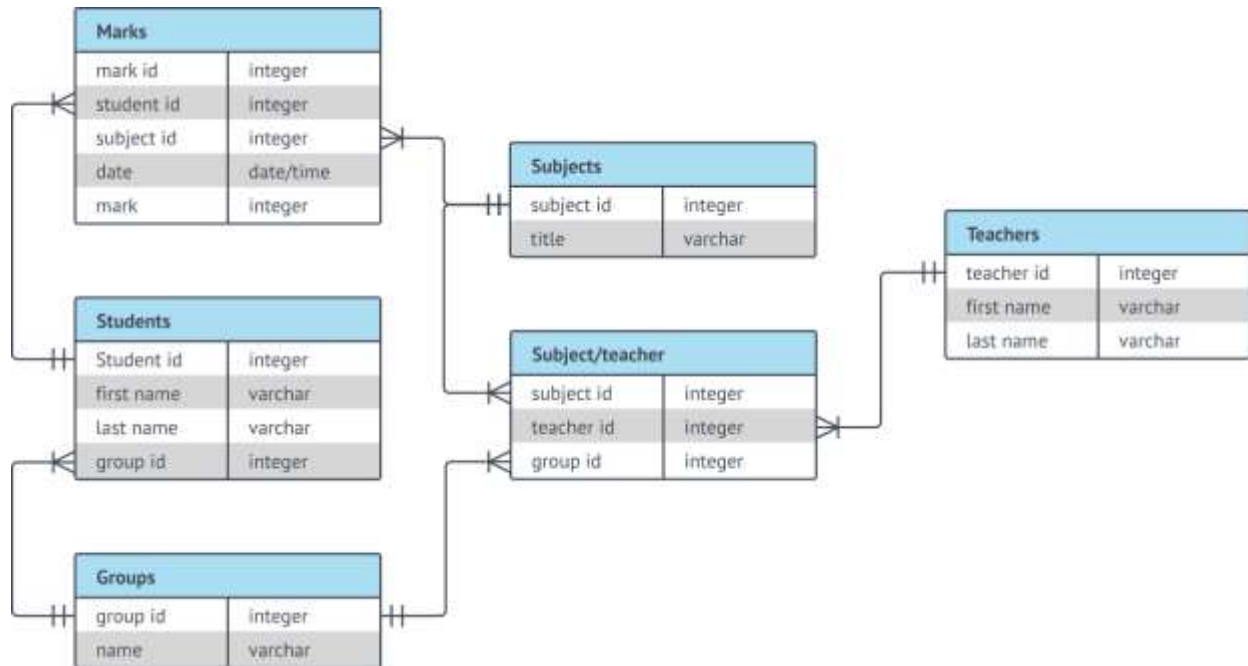 Marks
mark id integer
student id integer
subject id integer
date date/time
mark integer
Students
Student id integer
first name varchar
last name varchar
group id integer
Groups
group id integer
name varchar
Subjects
subject id integer
title varchar
Subject/teacher
subject id integer
teacher id integer
group id integer
Teachers
teacher id integer
first name varchar
last name varchar